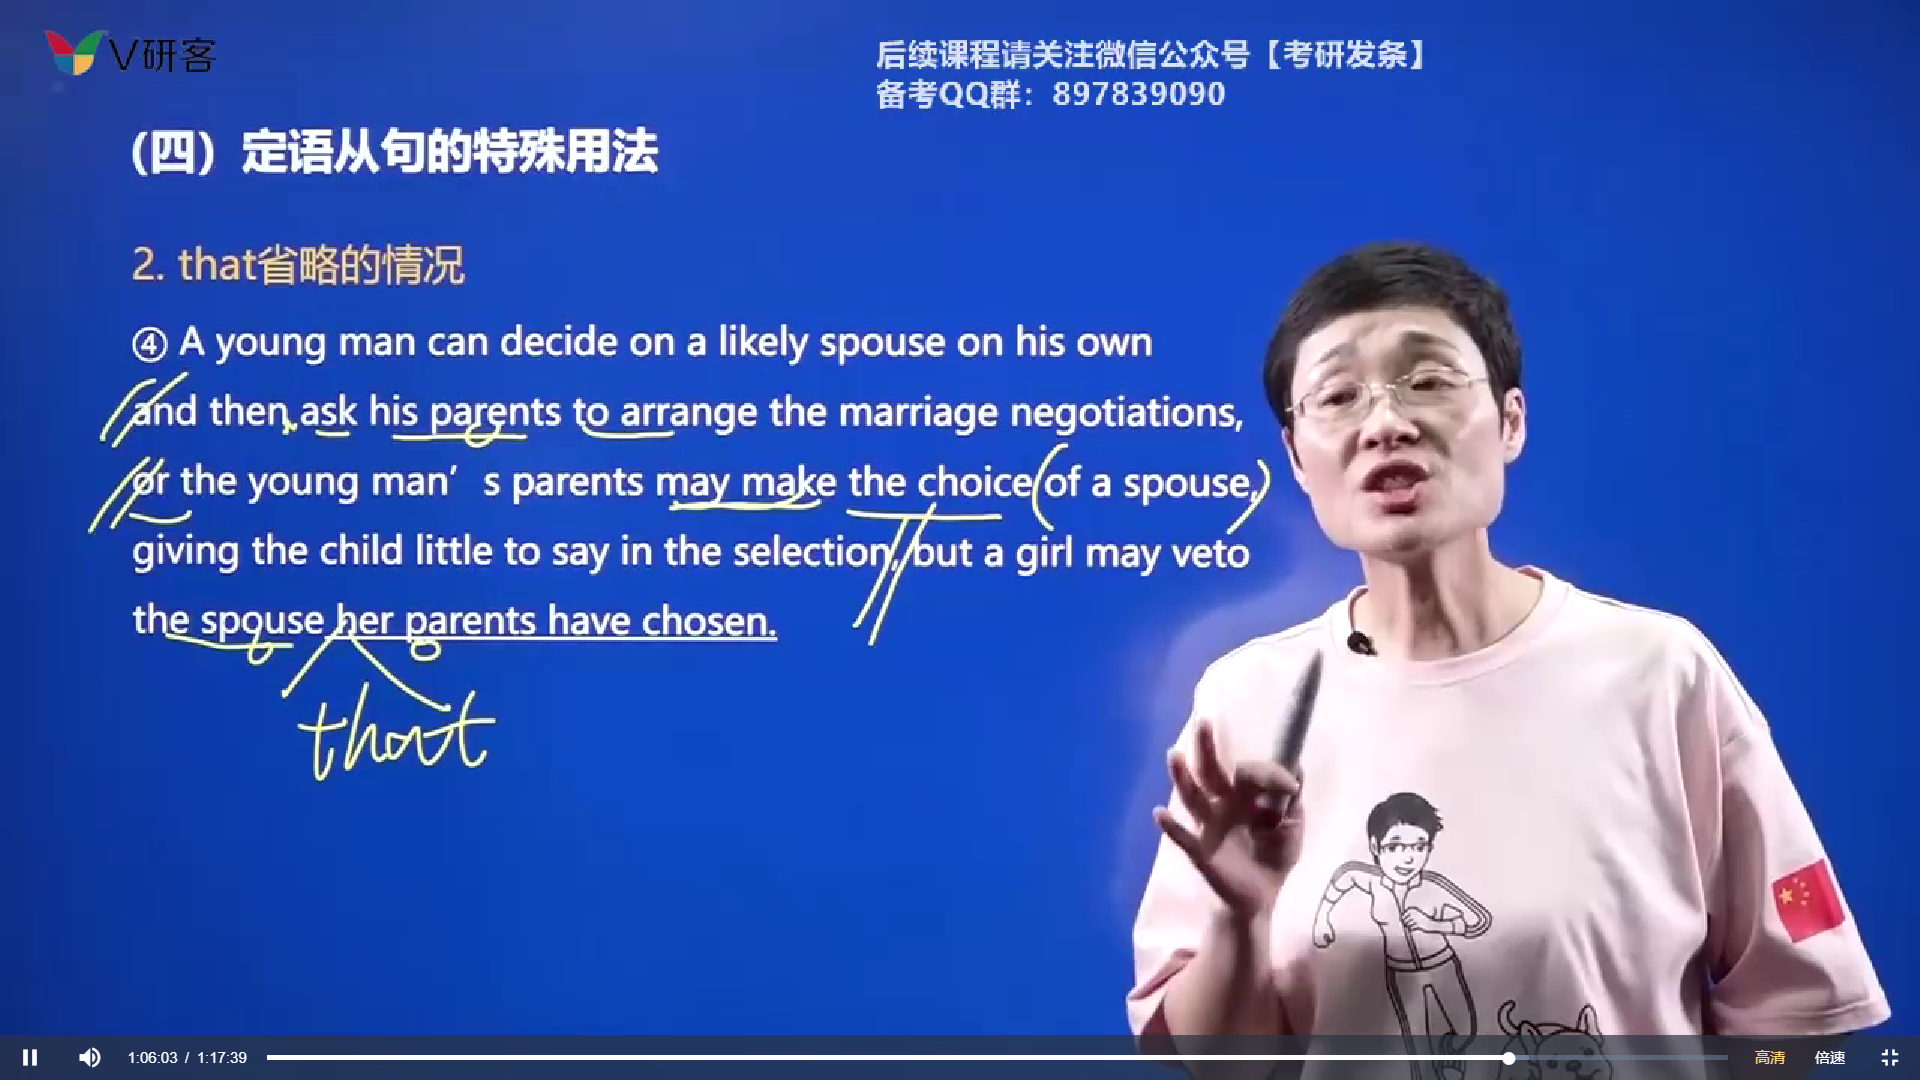 V研客
后续课程请关注微信公众号【考研发条】
备考QQ群：897839090
（四）定语从句的特殊用法
2. that省略的情况
④ A young man can decide on a likely spouse on his own
and then ask his parents to arrange the marriage negotiations,
or the young man’s parents may make the choice of a spouse,
giving the child little to say in the selection, but a girl may veto
the spouse her parents have chosen.
that
1:06:03 / 1:17:39
高清
倍速